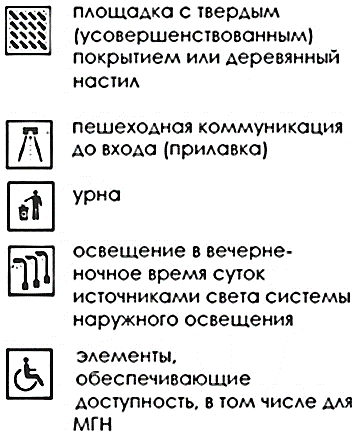 площадка с твердым
(усовершенствованным)
покрытием или деревянный
настил
пешеходная коммуникация
до входа (прилавка)
урна
освещение в вечерне-
ночное время суток
источниками света системы
наружного освещения
элементы,
обеспечивающие
доступность, в том числе для
МГН